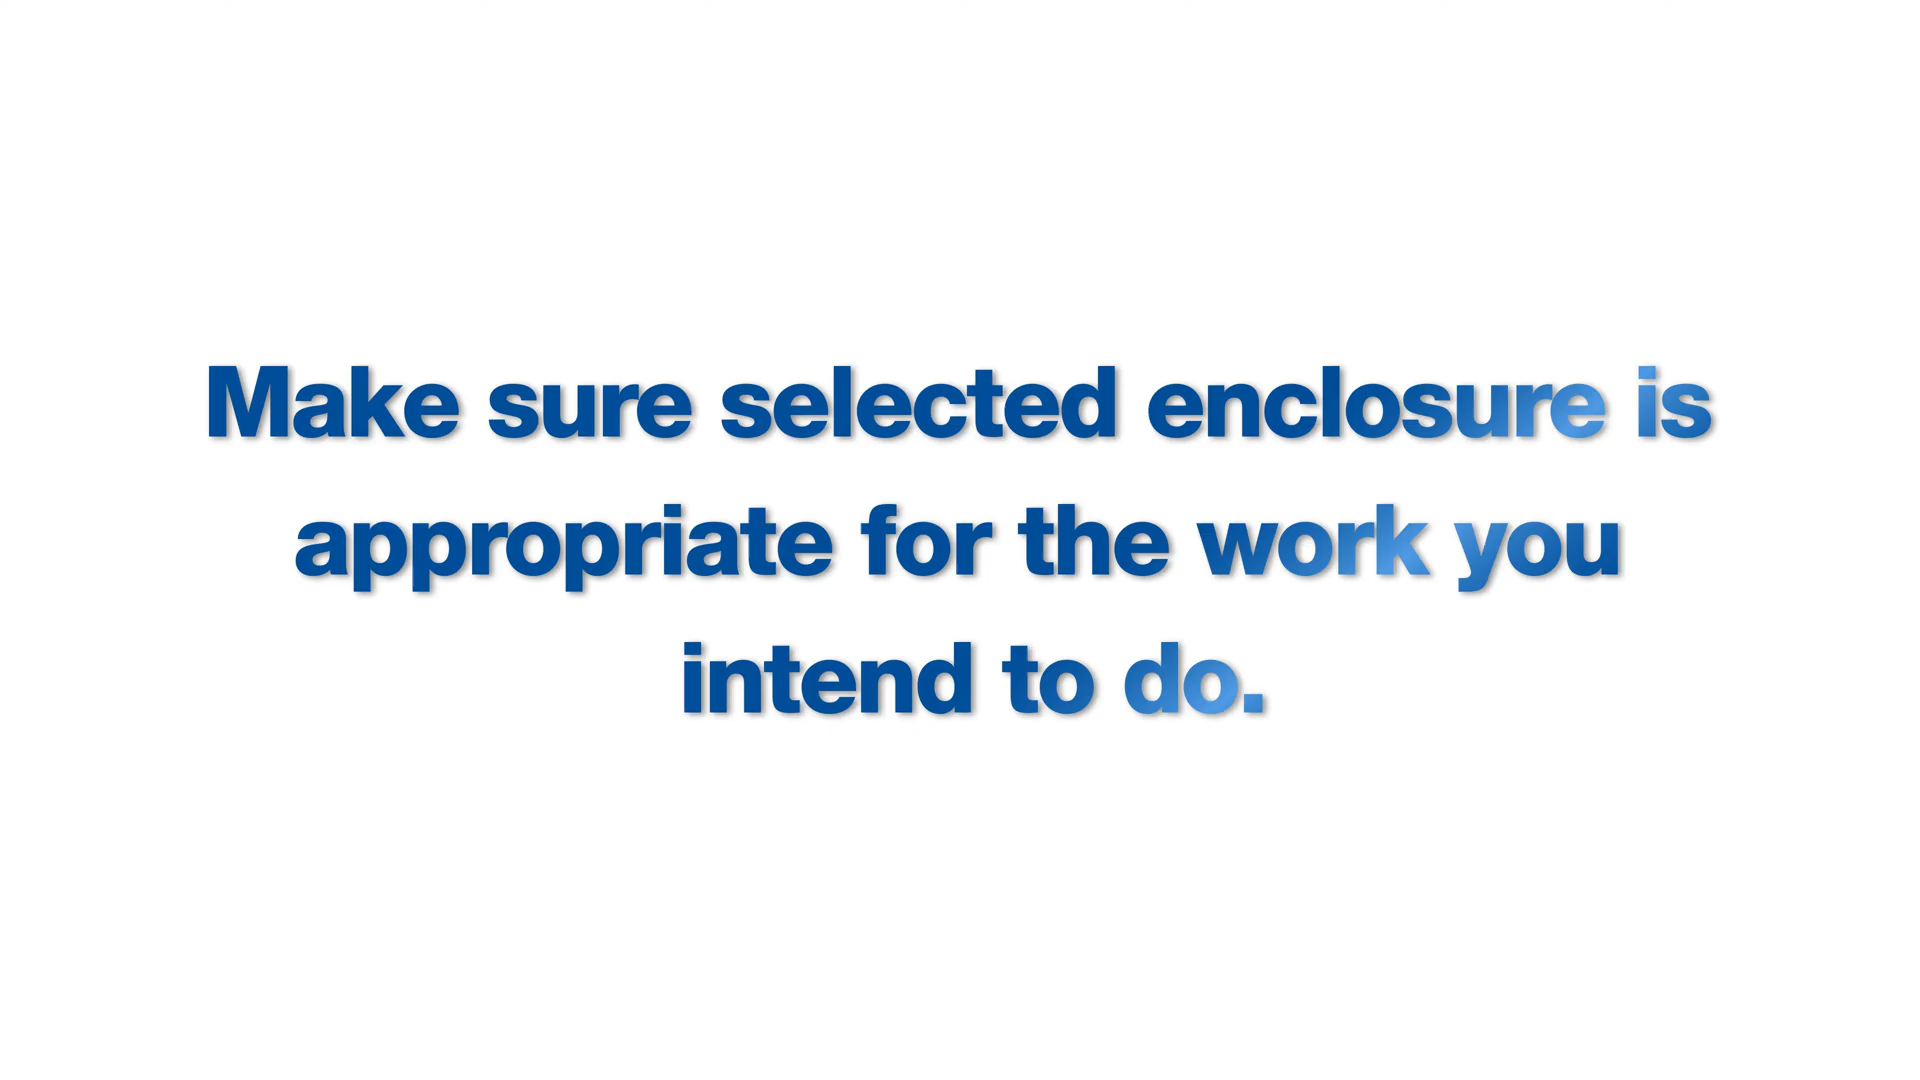 Make sure selected enclosure is
appropriate for the work you
intend to do.